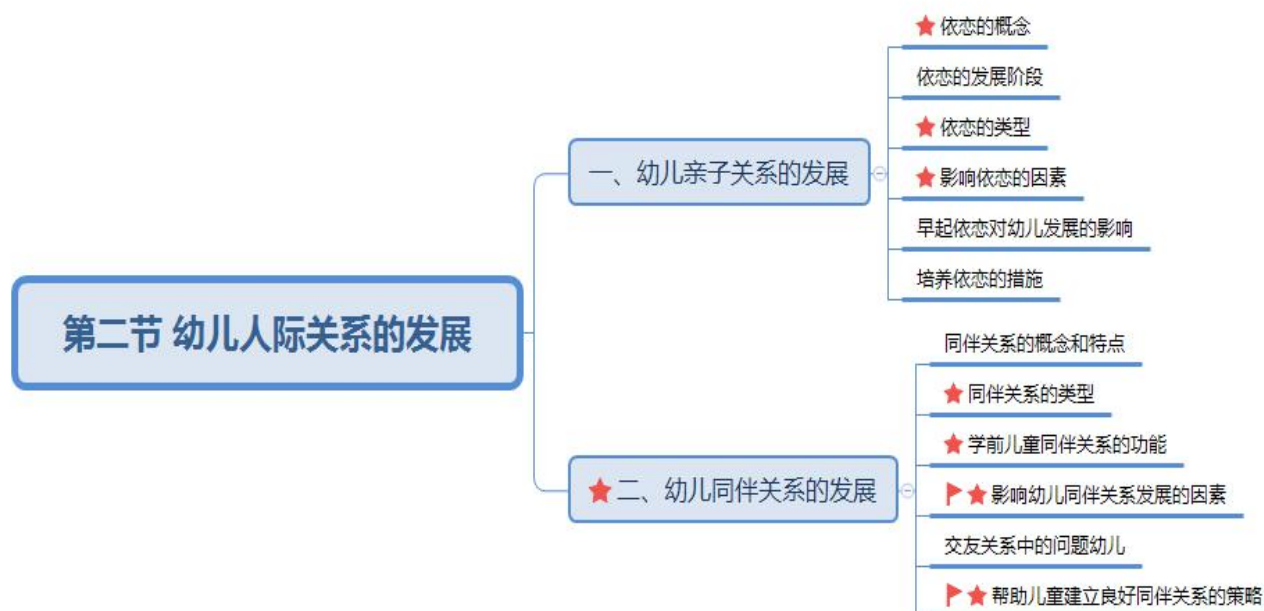 第二节 幼儿人际关系的发展
一、幼儿亲子关系的发展
依恋的概念
依恋的发展阶段
依恋的类型
影响依恋的因素
早起依恋对幼儿发展的影响
培养依恋的措施
二、幼儿同伴关系的发展
同伴关系的概念和特点
同伴关系的类型
学前儿童同伴关系的功能
影响幼儿同伴关系发展的因素
交友关系中的问题幼儿
帮助儿童建立良好同伴关系的策略